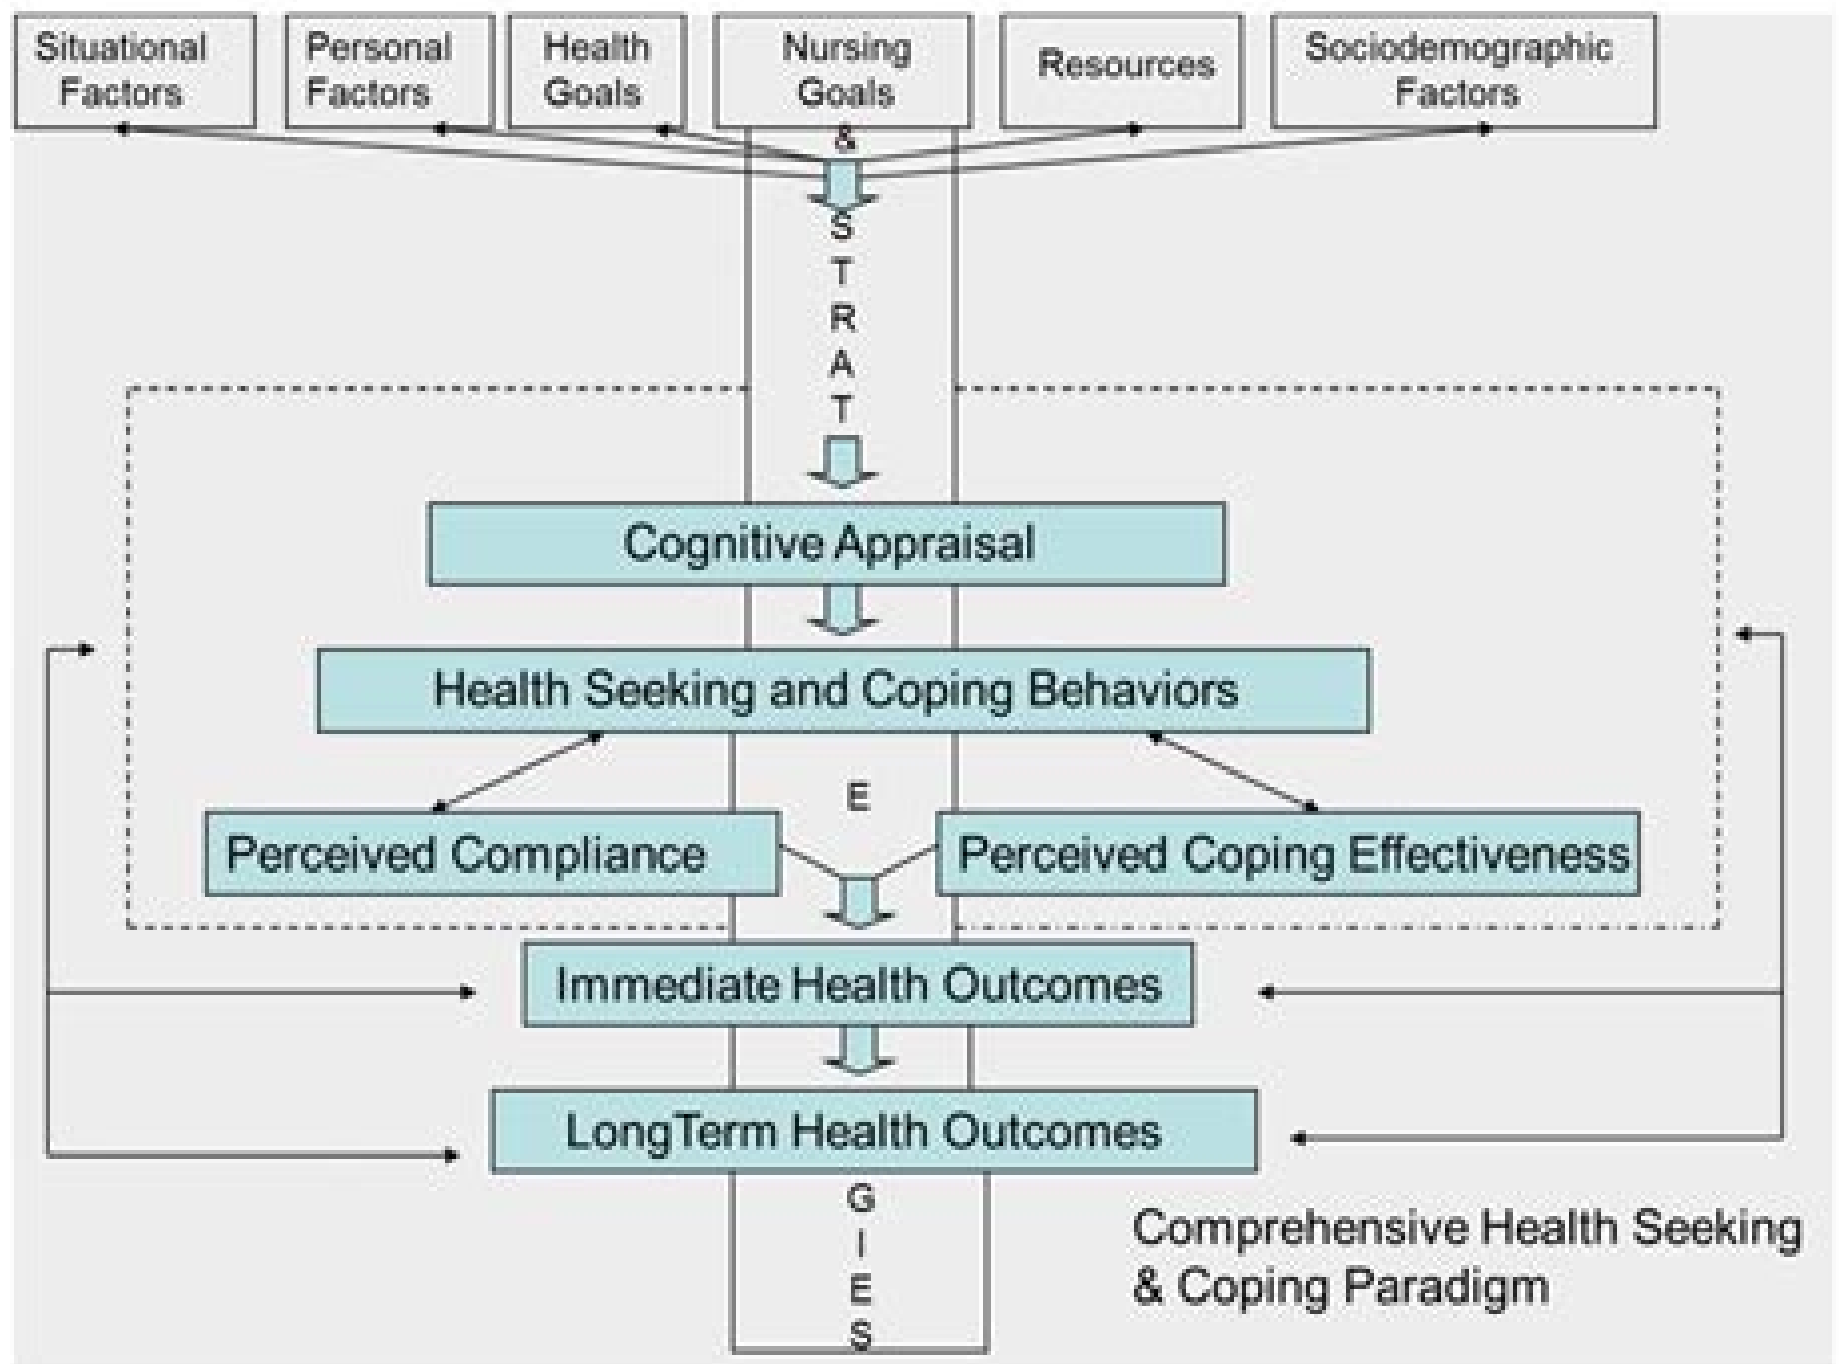 Situational
Factors
Personal
Factors
Health
Goals
Nursing
Goals
Resources
Sociodemographic
Factors
&
S
T
R
A
T
Cognitive Appraisal
Health Seeking and Coping Behaviors
E
Perceived Compliance
Perceived Coping Effectiveness
Immediate Health Outcomes
LongTerm Health Outcomes
G
I
E
S
Comprehensive Health Seeking
& Coping Paradigm